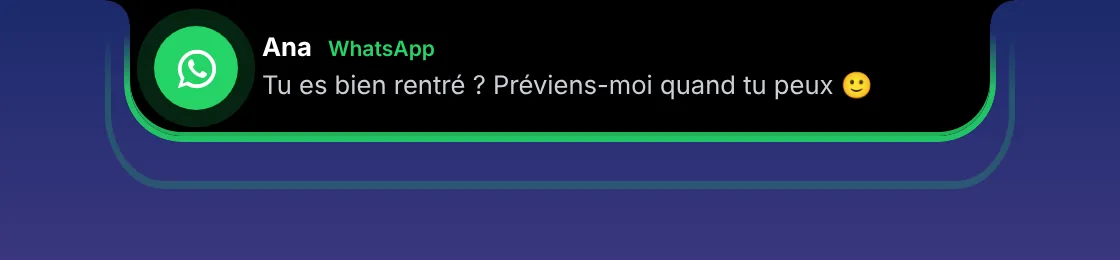 Ana WhatsApp
Tu es bien rentré ? Préviens-moi quand tu peux 🙂